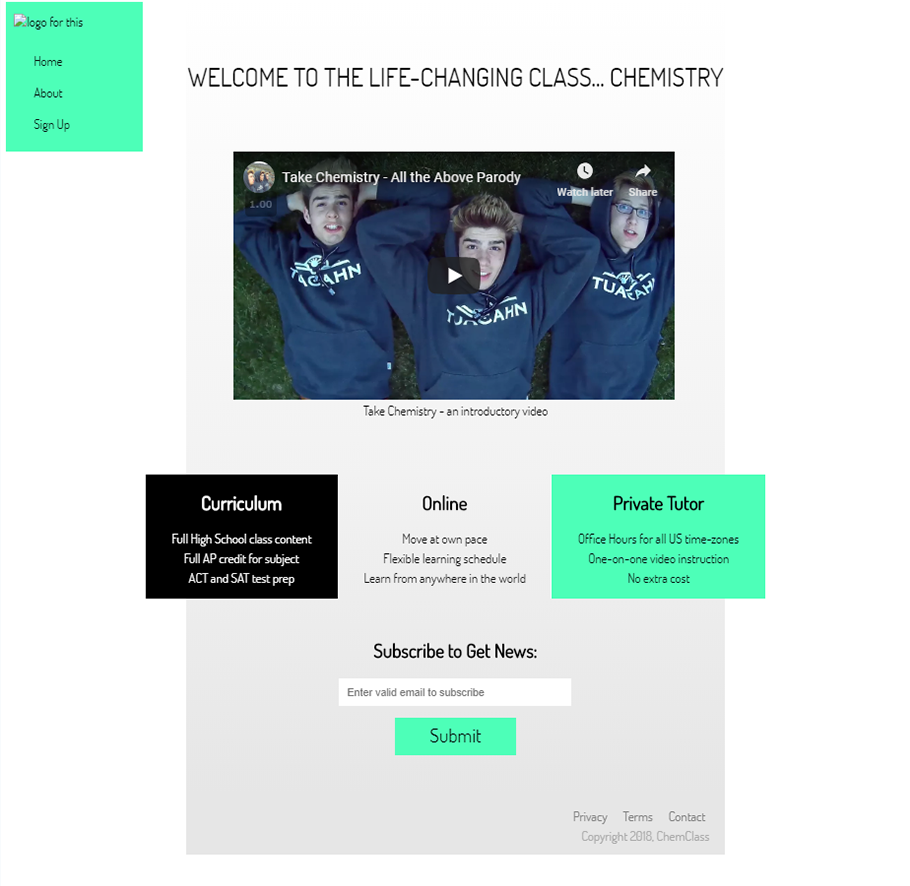 logo for this
Home
About
Sign Up
WELCOME TO THE LIFE-CHANGING CLASS... CHEMISTRY
Take Chemistry - All the Above Parody
Watch later
Share
1.00
TUACAHN
TUACAHN
TUACAHN
Take Chemistry - an introductory video
Curriculum
Full High School class content
Full AP credit for subject
ACT and SAT test prep
Online
Move at own pace
Flexible learning schedule
Learn from anywhere in the world
Private Tutor
Office Hours for all US time-zones
One-on-one video instruction
No extra cost
Subscribe to Get News:
Enter valid email to subscribe
Submit
Privacy Terms Contact
Copyright 2018, ChemClass